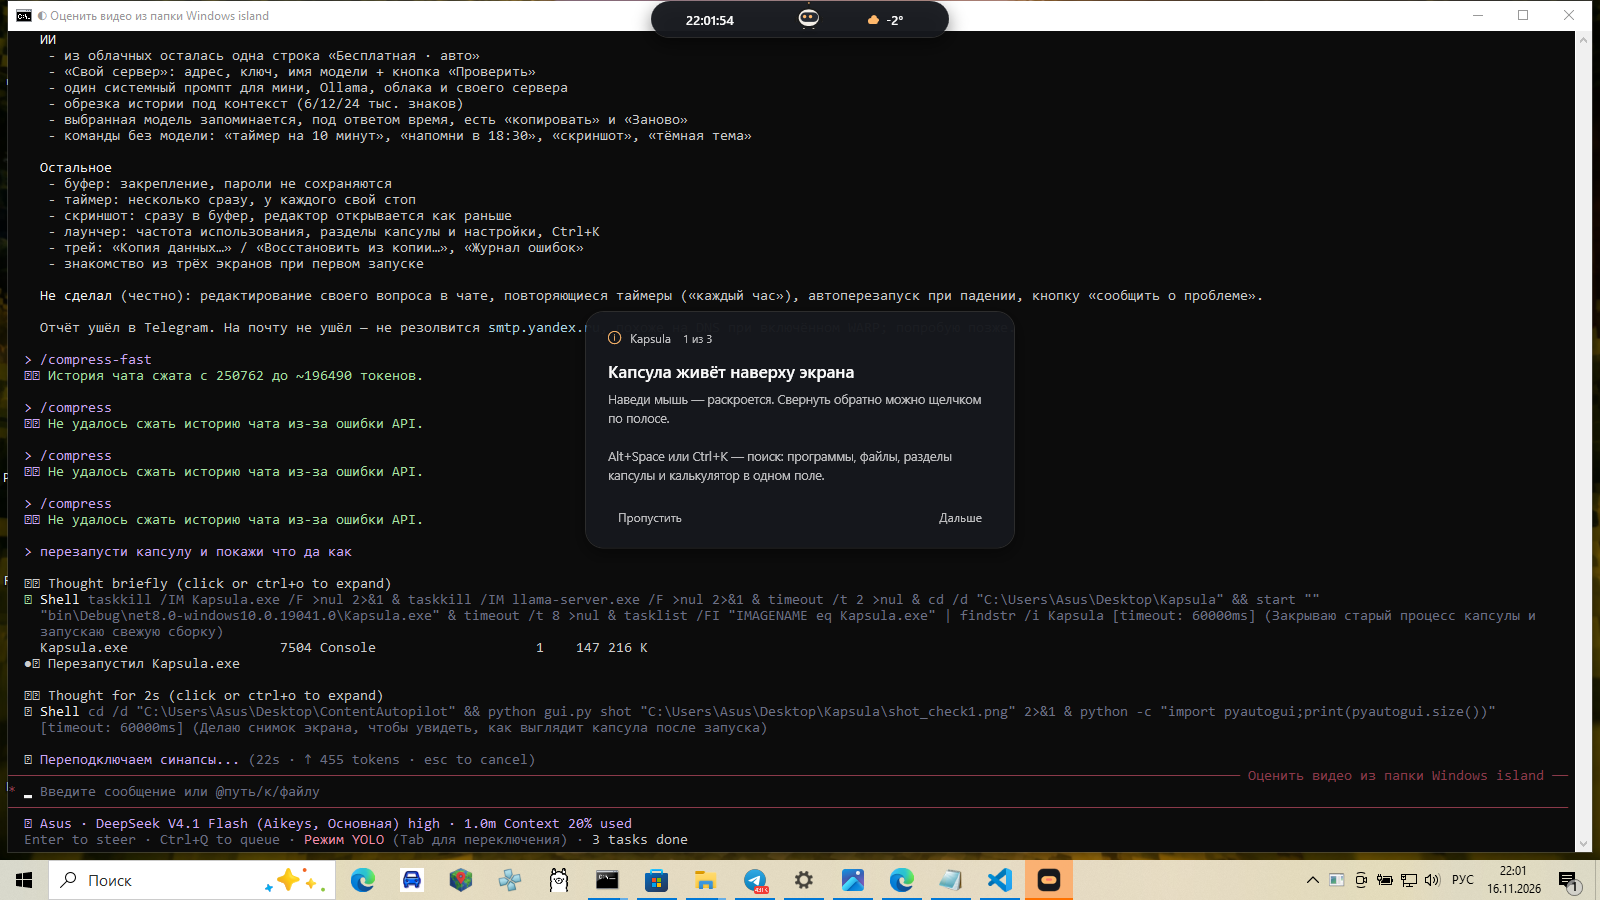 Оценить видео из папки Windows island
22:01:54
-2°
ИИ
- из облачных осталась одна строка «Бесплатная · авто»
- «Свой сервер»: адрес, ключ, имя модели + кнопка «Проверить»
- один системный промпт для мини, Ollama, облака и своего сервера
- обрезка истории под контекст (6/12/24 тыс. знаков)
- выбранная модель запоминается, под ответом время, есть «копировать» и «Заново»
- команды без модели: «таймер на 10 минут», «напомни в 18:30», «скриншот», «тёмная тема»
Остальное
- буфер: закрепление, пароли не сохраняются
- таймер: несколько сразу, у каждого свой стоп
- скриншот: сразу в буфер, редактор открывается как раньше
- лаунчер: частота использования, разделы капсулы и настройки, Ctrl+K
- трей: «Копия данных…» / «Восстановить из копии…», «Журнал ошибок»
- знакомство из трёх экранов при первом запуске
Не сделал (честно): редактирование своего вопроса в чате, повторяющиеся таймеры («каждый час»), автоперезапуск при падении, кнопку «сообщить о проблеме».
Отчёт ушёл в Telegram. На почту не ушёл — не резолвится smtp.yandex.r
> /compress-fast
История чата сжата с 250762 до ~196490 токенов.
> /compress
Не удалось сжать историю чата из-за ошибки API.
> /compress
Не удалось сжать историю чата из-за ошибки API.
> /compress
Не удалось сжать историю чата из-за ошибки API.
> перезапусти капсулу и покажи что да как
Thought briefly (click or ctrl+o to expand)
Shell taskkill /IM Kapsula.exe /F >nul 2>&1 & taskkill /IM llama-server.exe /F >nul 2>&1 & timeout /t 2 >nul & cd /d "C:\Users\Asus\Desktop\Kapsula" && start ""
"bin\Debug\net8.0-windows10.0.19041.0\Kapsula.exe" & timeout /t 8 >nul & tasklist /FI "IMAGENAME eq Kapsula.exe" | findstr /i Kapsula [timeout: 60000ms] (Закрываю старый процесс капсулы и
запускаю свежую сборку)
Kapsula.exe 7504 Console 1 147 216 K
Перезапустил Kapsula.exe
Thought for 2s (click or ctrl+o to expand)
Shell cd /d "C:\Users\Asus\Desktop\ContentAutopilot" && python gui.py shot "C:\Users\Asus\Desktop\Kapsula\shot_check1.png" 2>&1 & python -c "import pyautogui;print(pyautogui.size())"
[timeout: 60000ms] (Делаю снимок экрана, чтобы увидеть, как выглядит капсула после запуска)
Переподключаем синапсы... (22s · ↑ 455 tokens · esc to cancel)
Оценить видео из папки Windows island
* Введите сообщение или @путь/к/файлу
Asus · DeepSeek V4.1 Flash (Aikeys, Основная) high · 1.0m Context 20% used
Enter to steer · Ctrl+Q to queue · Режим YOLO (Tab для переключения) · 3 tasks done
Kapsula 1 из 3
Капсула живёт наверху экрана
Наведи мышь — раскроется. Свернуть обратно можно щелчком
по полосе.
Alt+Space или Ctrl+K — поиск: программы, файлы, разделы
капсулы и калькулятор в одном поле.
Пропустить Дальше
Поиск
РУС
22:01
16.11.2026
1